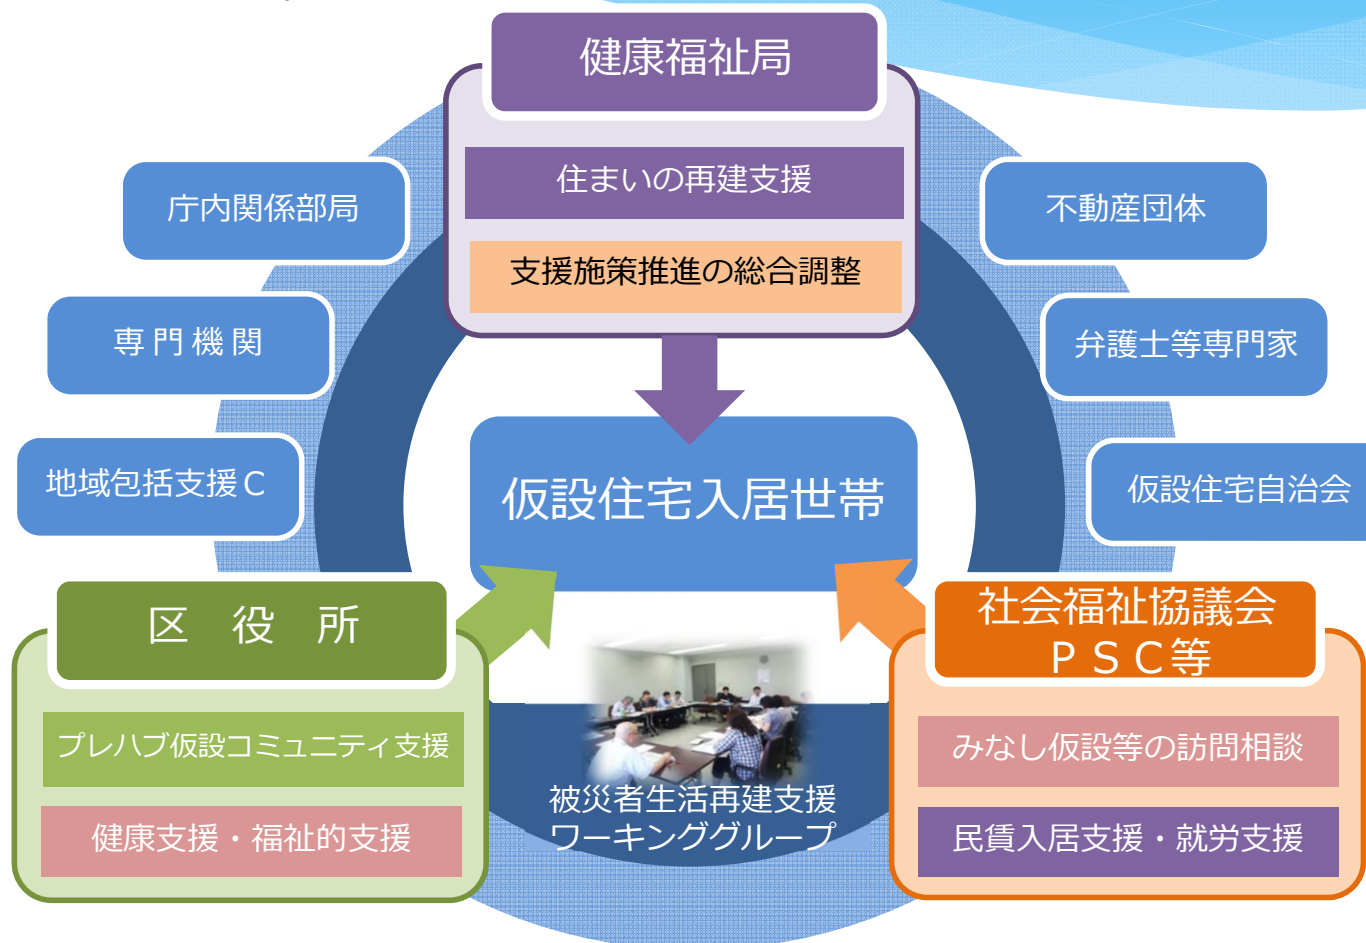 健康福祉局
住まいの再建支援
支援施策推進の総合調整
庁内関係部局
専門機関
地域包括支援C
不動産団体
弁護士等専門家
仮設住宅自治会
仮設住宅入居世帯
区 役 所
プレハブ仮設コミュニティ支援
健康支援・福祉的支援
社会福祉協議会
PSC等
みなし仮設等の訪問相談
民賃入居支援・就労支援
被災者生活再建支援
ワーキンググループ